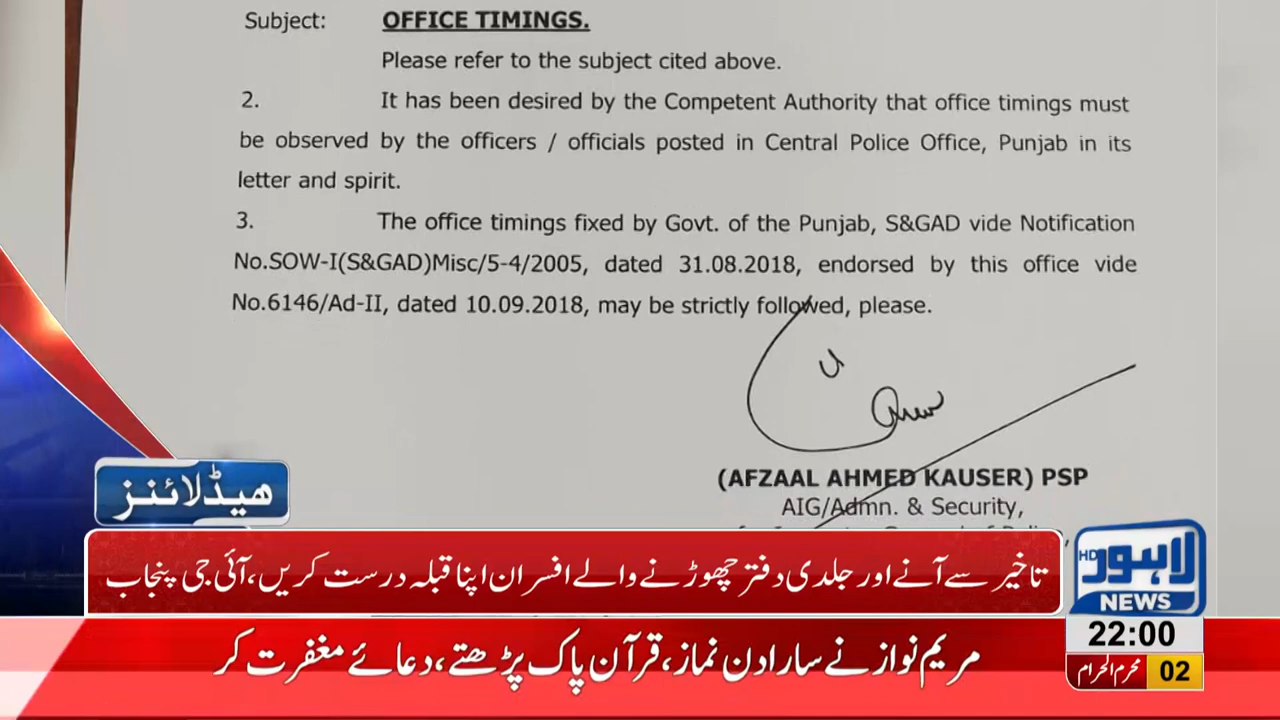 Subject: OFFICE TIMINGS.
Please refer to the subject cited above.
2. It has been desired by the Competent Authority that office timings must
be observed by the officers / officials posted in Central Police Office, Punjab in its
letter and spirit.
3. The office timings fixed by Govt. of the Punjab, S&GAD vide Notification
No.SOW-I(S&GAD)Misc/5-4/2005, dated 31.08.2018, endorsed by this office vide
No.6146/Ad-II, dated 10.09.2018, may be strictly followed, please.
(AFZAAL AHMED KAUSER) PSP
AIG/Admn. & Security,
ہیڈلائنز
تاخیر سے آنے اور جلدی دفتر چھوڑنے والے افسران اپنا قبلہ درست کریں، آئی جی پنجاب
HD لاہور
NEWS
مریم نواز نے سارا دن نماز، قرآن پاک پڑھتے، دعائے مغفرت کر
22:00
محرم الحرام 02